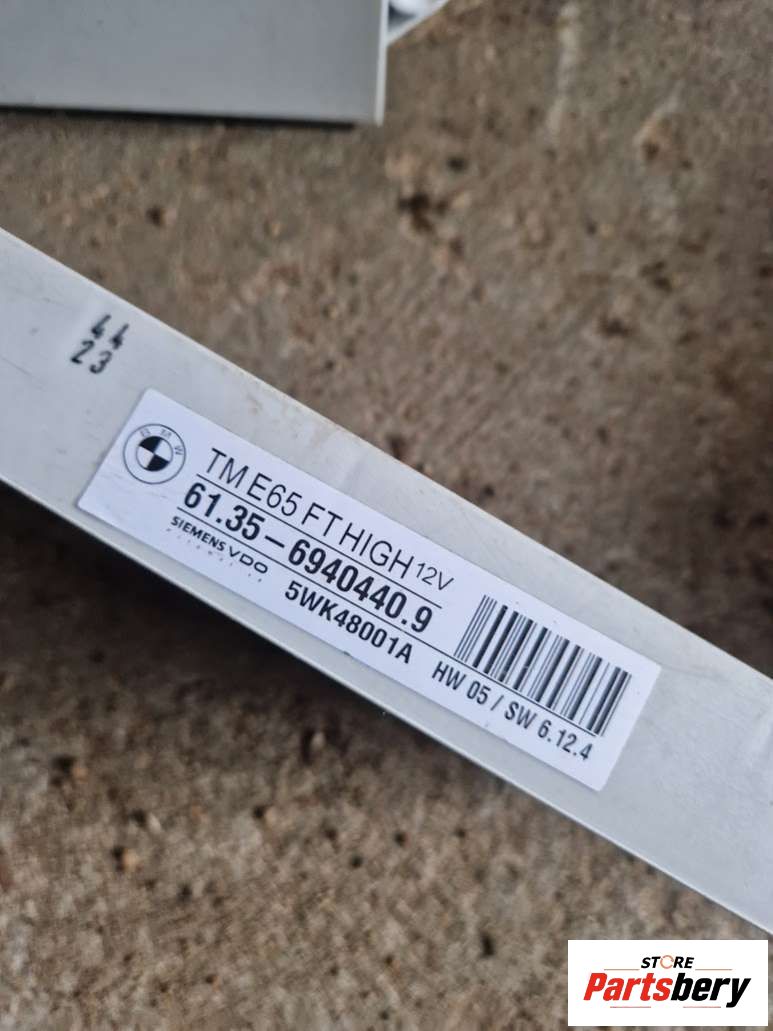 44
23
BMW
TM E65 FT HIGH 12V
61.35–6940440.9
SIEMENS VDO
5WK48001A
HW 05 / SW 6.12.4
STORE
Partsbery